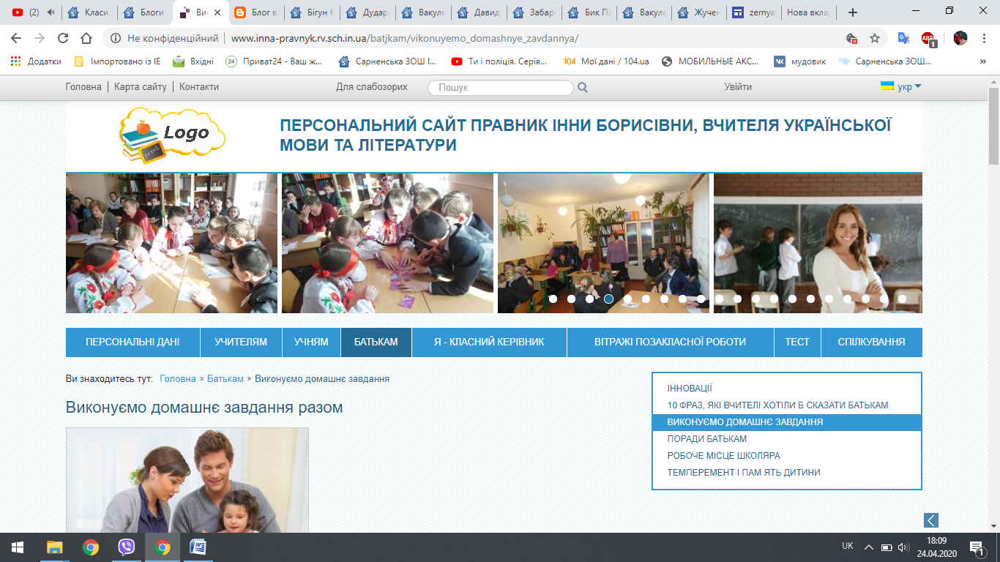 (2)
Класи
Блоги
Ви
Блог в
Бігун К
Дудар
Вакул
Давид
Забар
Бик Па
Вакул
Жучен
zernya
Нова вклад
Не конфіденційний
www.inna-pravnyk.rv.sch.in.ua/batjkam/vikonuyemo_domashnye_zavdannya/
ABP
1
Додатки
Імпортовано із IE
Вхідні
24
Приват24 - Ваш ж...
Сарненська ЗОШ І...
Ти і поліція. Серія...
104
Мої дані / 104.ua
МОБИЛЬНЫЕ АКС...
мудовик
Сарненська ЗОШ...
»
Головна | Карта сайту | Контакти
Для слабозорих
Пошук
Увійти
укр
Logo
ПЕРСОНАЛЬНИЙ САЙТ ПРАВНИК ІННИ БОРИСІВНИ, ВЧИТЕЛЯ УКРАЇНСЬКОЇ
МОВИ ТА ЛІТЕРАТУРИ
ПЕРСОНАЛЬНІ ДАНІ
УЧИТЕЛЯМ
УЧНЯМ
БАТЬКАМ
Я - КЛАСНИЙ КЕРІВНИК
ВІТРАЖІ ПОЗАКЛАСНОЇ РОБОТИ
ТЕСТ
СПІЛКУВАННЯ
Ви знаходитесь тут: Головна » Батькам » Виконуємо домашнє завдання
Виконуємо домашнє завдання разом
ІННОВАЦІЇ
10 ФРАЗ, ЯКІ ВЧИТЕЛІ ХОТІЛИ Б СКАЗАТИ БАТЬКАМ
ВИКОНУЄМО ДОМАШНЄ ЗАВДАННЯ
ПОРАДИ БАТЬКАМ
РОБОЧЕ МІСЦЕ ШКОЛЯРА
ТЕМПЕРЕМЕНТ І ПАМ ЯТЬ ДИТИНИ
UK
18:09
24.04.2020
1